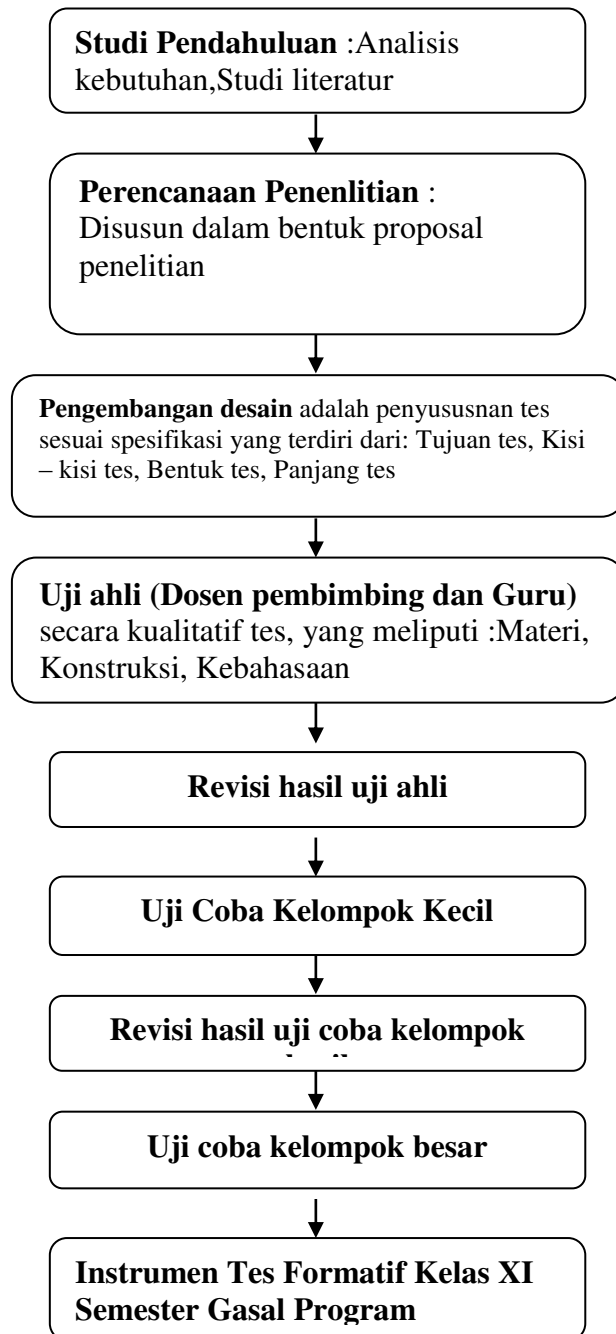 Studi Pendahuluan :Analisis
kebutuhan,Studi literatur
Perencanaan Penenlitian :
Disusun dalam bentuk proposal
penelitian
Pengembangan desain adalah penyususnan tes
sesuai spesifikasi yang terdiri dari: Tujuan tes, Kisi
– kisi tes, Bentuk tes, Panjang tes
Uji ahli (Dosen pembimbing dan Guru)
secara kualitatif tes, yang meliputi :Materi,
Konstruksi, Kebahasaan
Revisi hasil uji ahli
Uji Coba Kelompok Kecil
Revisi hasil uji coba kelompok
Uji coba kelompok besar
Instrumen Tes Formatif Kelas XI
Semester Gasal Program